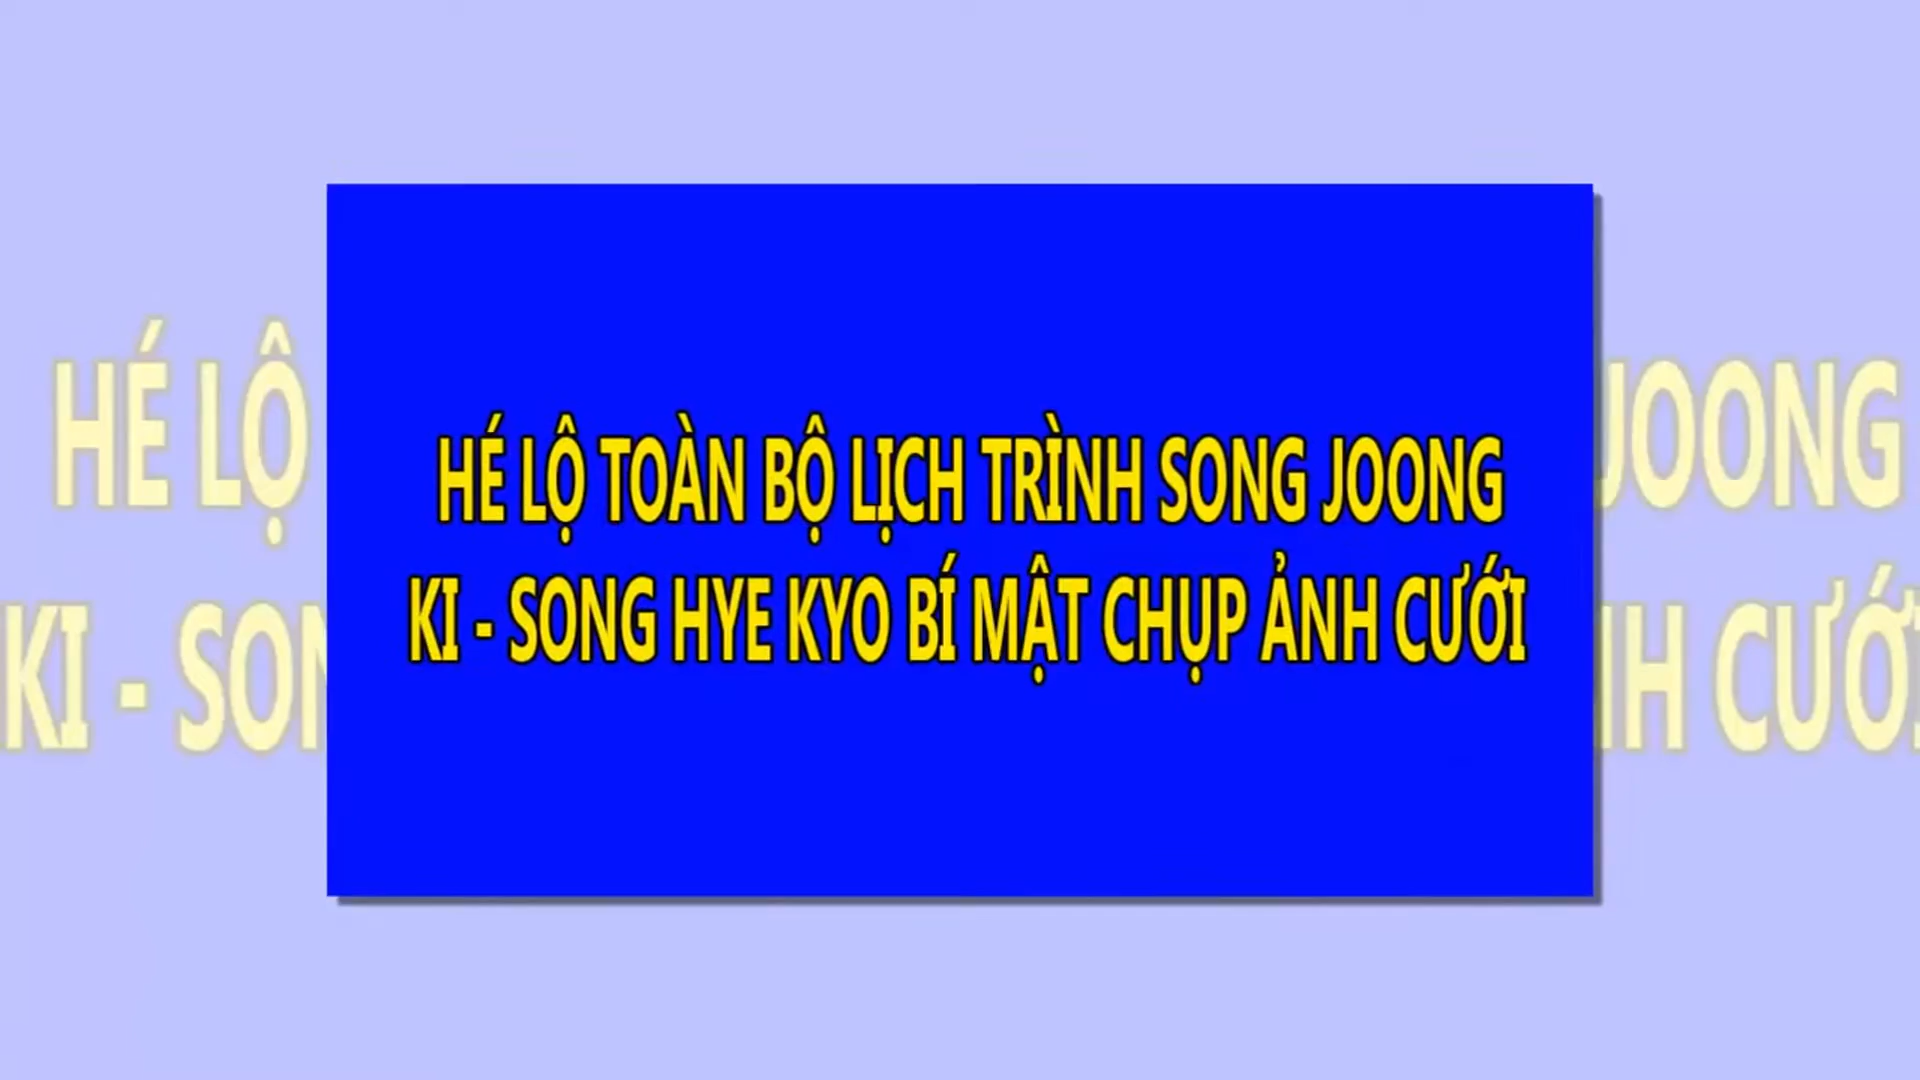 HÉ LỘ TOÀN BỘ LỊCH TRÌNH SONG JOONG
KI - SONG HYE KYO BÍ MẬT CHỤP ẢNH CƯỚI